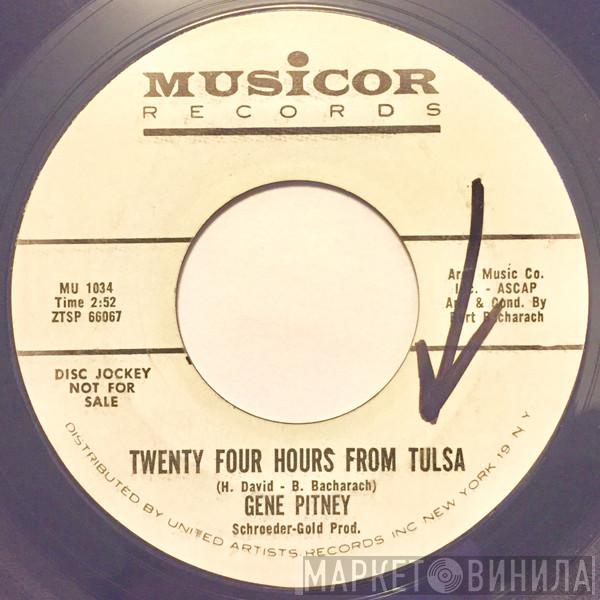 MUSICOR
RECORDS
MU 1034
Time 2:52
ZTSP 66067
Music Co.
- ASCAP
& Cond. By
Bacharach
DISC JOCKEY
NOT FOR
SALE
TWENTY FOUR HOURS FROM TULSA
(H. David - B. Bacharach)
GENE PITNEY
Schroeder-Gold Prod.
DISTRIBUTED BY UNITED ARTISTS RECORDS INC NEW YORK 19 N Y
МАРКЕТ ВИНИЛА